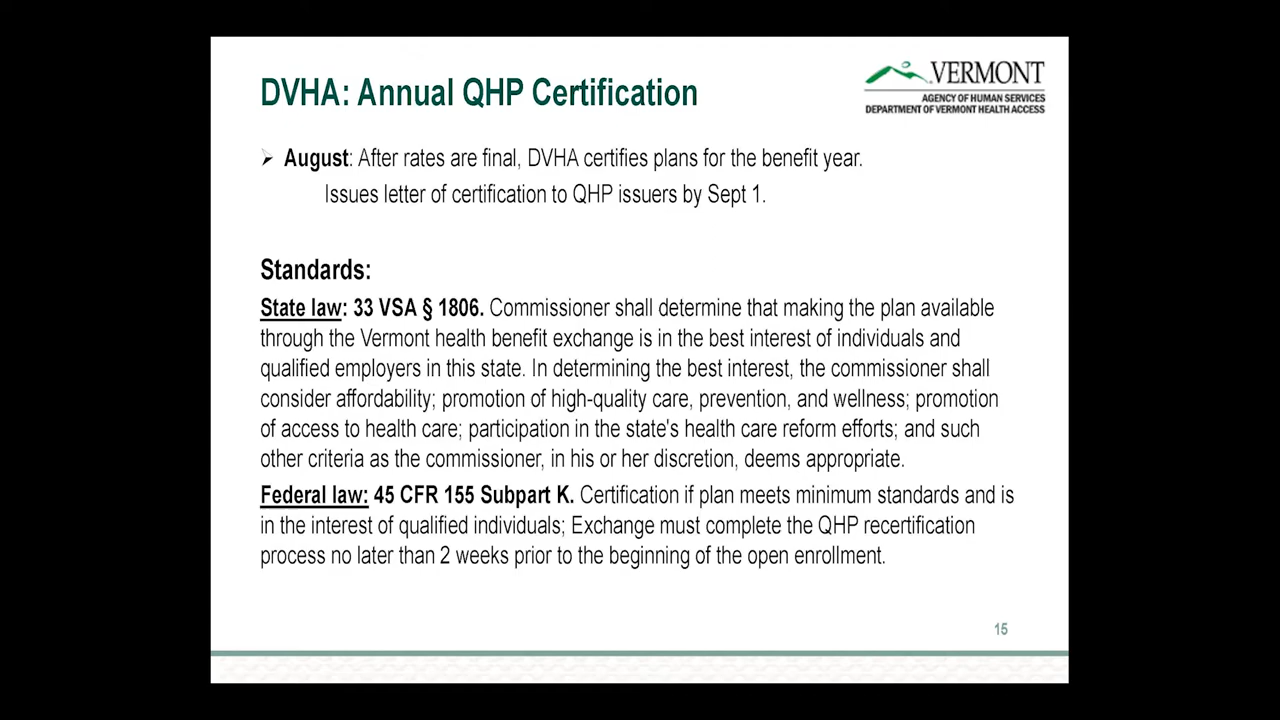 DVHA: Annual QHP Certification
VERMONT
AGENCY OF HUMAN SERVICES
DEPARTMENT OF VERMONT HEALTH ACCESS
➢ August: After rates are final, DVHA certifies plans for the benefit year.
Issues letter of certification to QHP issuers by Sept 1.
Standards:
State law: 33 VSA § 1806. Commissioner shall determine that making the plan available
through the Vermont health benefit exchange is in the best interest of individuals and
qualified employers in this state. In determining the best interest, the commissioner shall
consider affordability; promotion of high-quality care, prevention, and wellness; promotion
of access to health care; participation in the state's health care reform efforts; and such
other criteria as the commissioner, in his or her discretion, deems appropriate.
Federal law: 45 CFR 155 Subpart K. Certification if plan meets minimum standards and is
in the interest of qualified individuals; Exchange must complete the QHP recertification
process no later than 2 weeks prior to the beginning of the open enrollment.
15